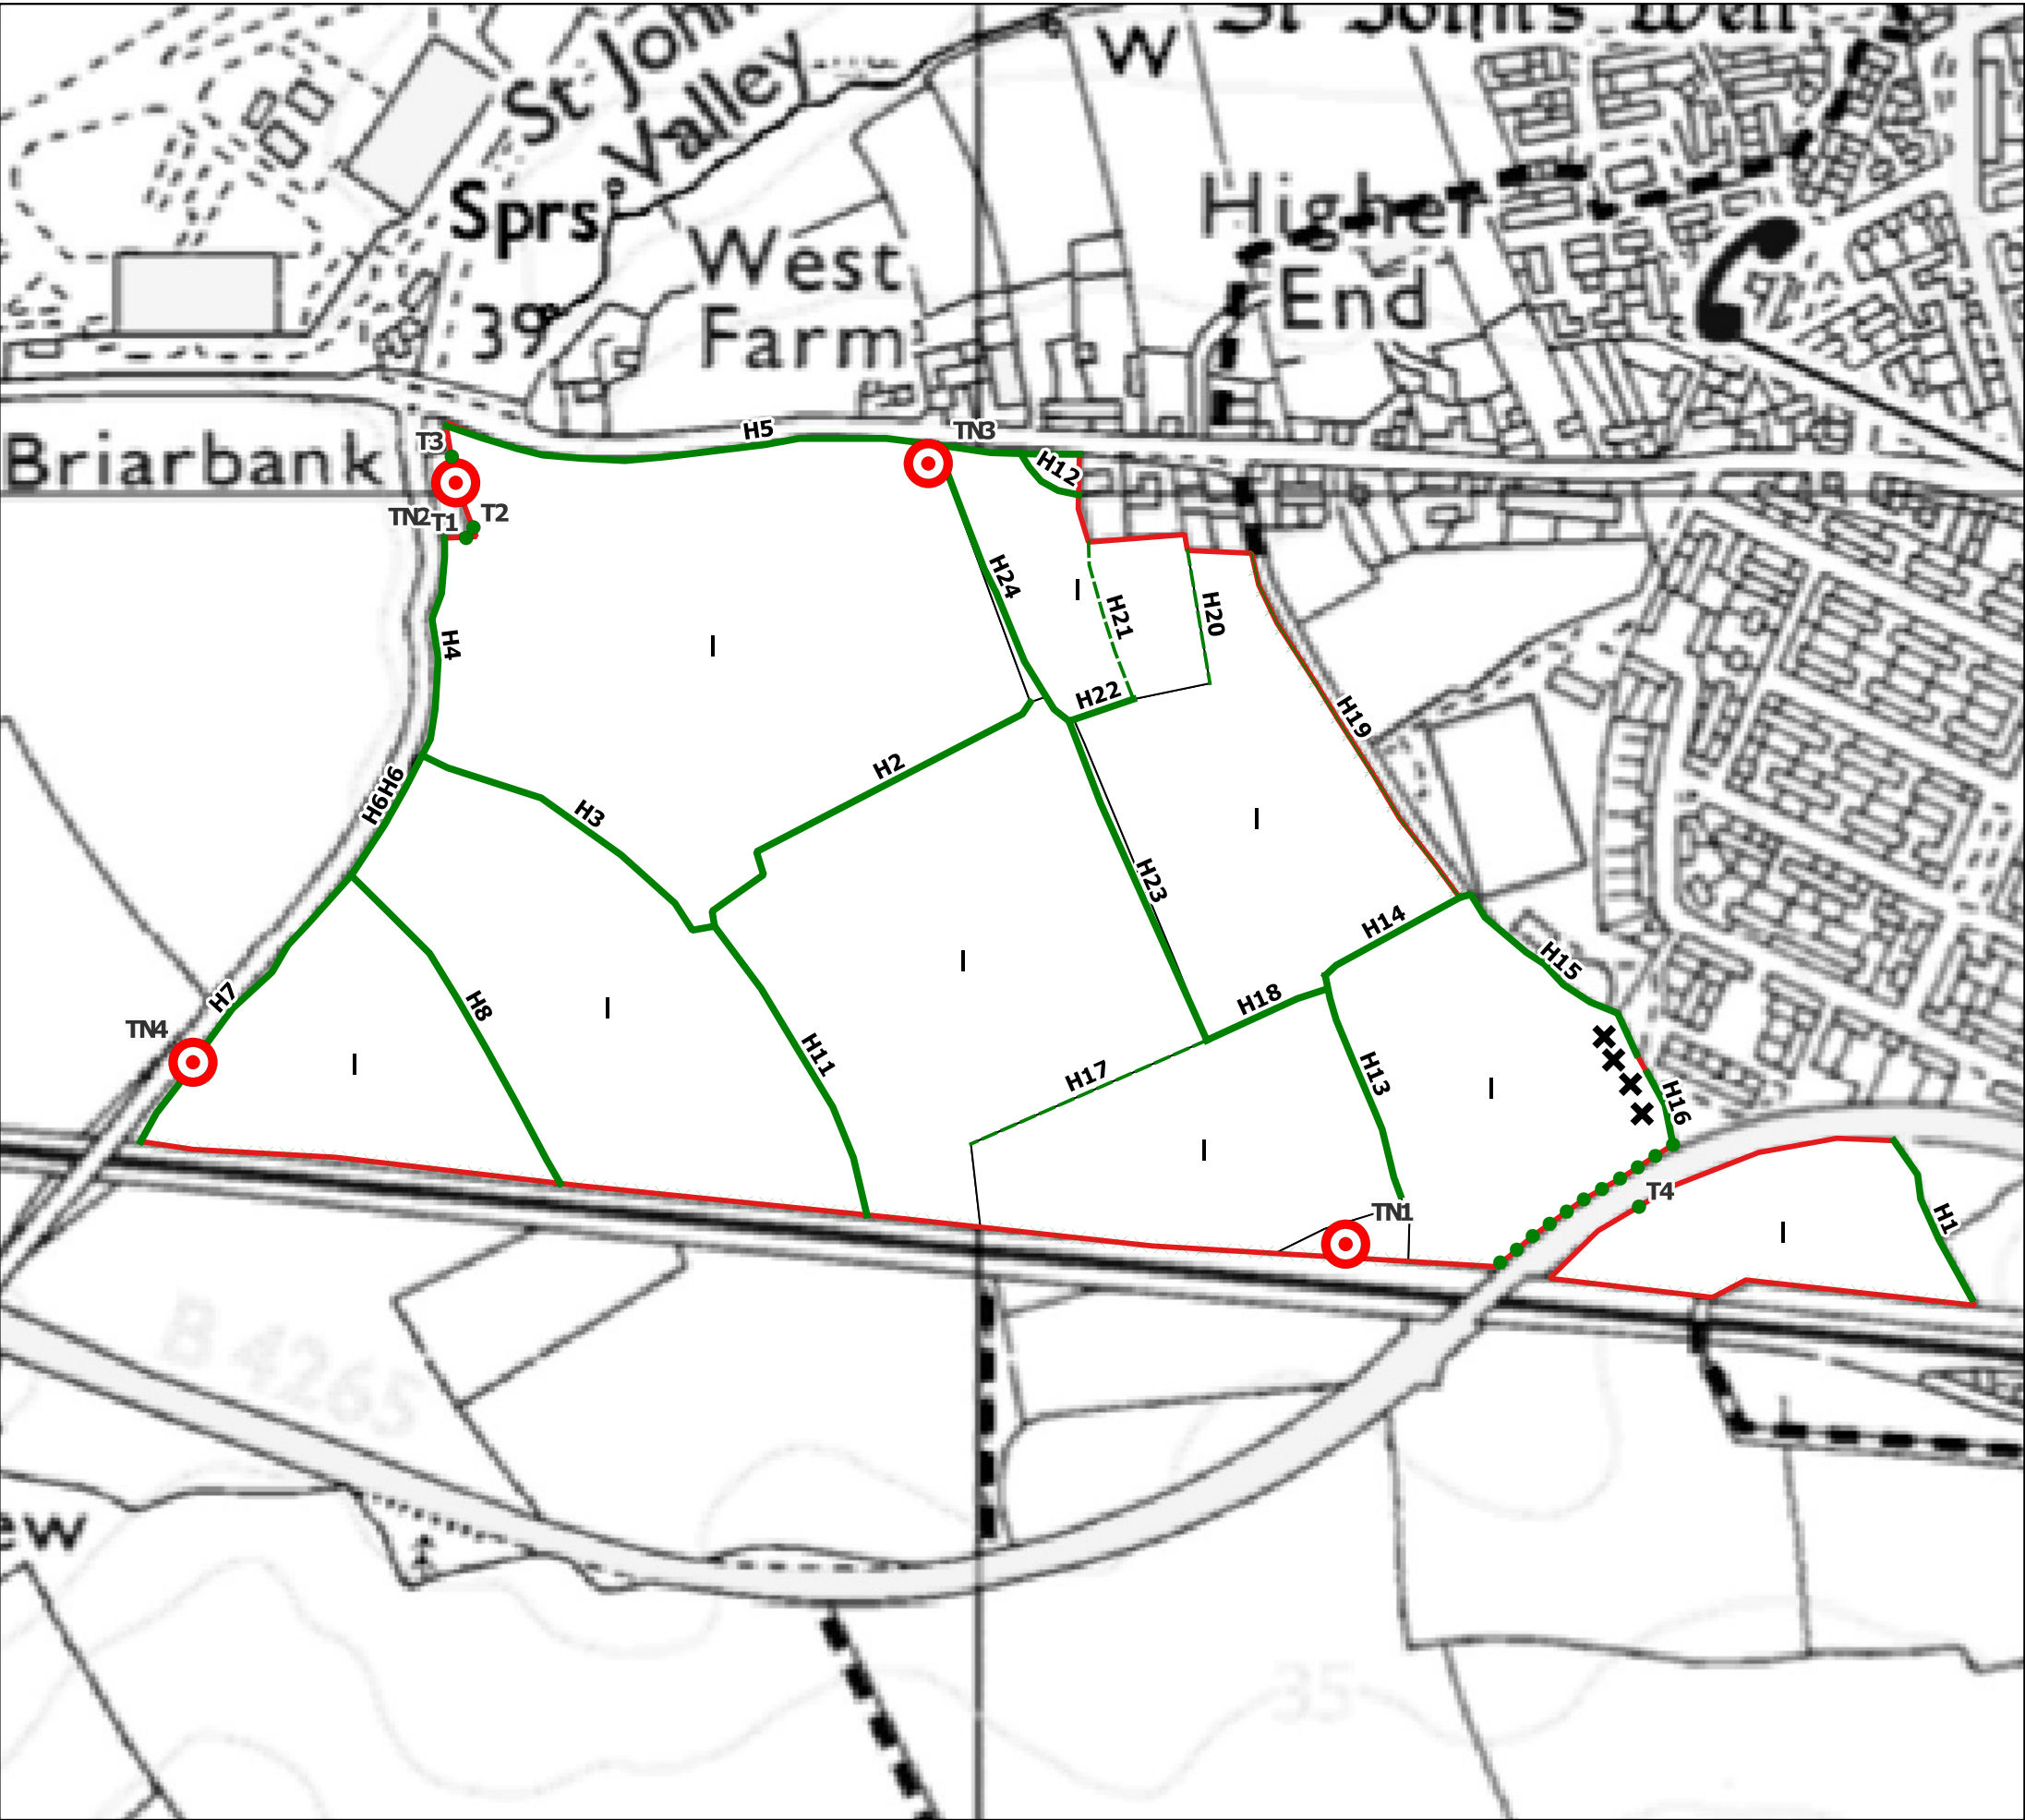 St John's Well
St John
Valley
W
Sprs
West
Farm
39
Higher
End
Briarbank
T3
H5
TN3
H12
TN2
T1
T2
H24
H21
H20
H4
H22
H19
H2
H6
H6
H3
H23
H14
H15
H7
H8
H18
TN4
H11
H17
H13
H16
T4
TN1
H1
I
I
I
I
I
I
I
I
I
B 4265
ew
35